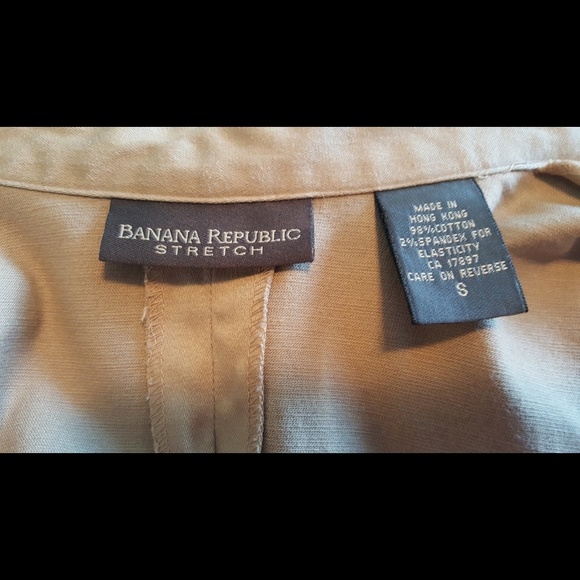 BANANA REPUBLIC
STRETCH
MADE IN
HONG KONG
98%COTTON
2%SPANDEX FOR
ELASTICITY
CA 17897
CARE ON REVERSE
S